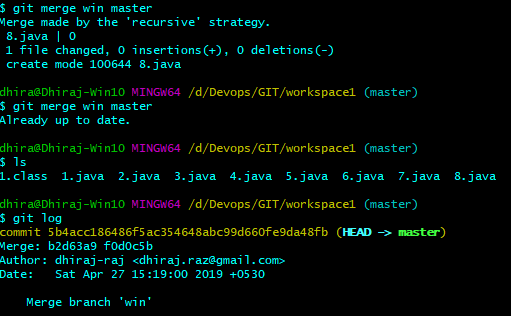 $ git merge win master
Merge made by the 'recursive' strategy.
 8.java | 0
 1 file changed, 0 insertions(+), 0 deletions(-)
 create mode 100644 8.java
dhira@Dhiraj-Win10 MINGW64 /d/Devops/GIT/workspace1 (master)
$ git merge win master
Already up to date.
dhira@Dhiraj-Win10 MINGW64 /d/Devops/GIT/workspace1 (master)
$ ls
1.class  1.java  2.java  3.java  4.java  5.java  6.java  7.java  8.java
dhira@Dhiraj-Win10 MINGW64 /d/Devops/GIT/workspace1 (master)
$ git log
commit 5b4acc186486f5ac354648abc99d660fe9da48fb (HEAD -> master)
Merge: b2d63a9 f0d0c5b
Author: dhiraj-raj <dhiraj.raz@gmail.com>
Date:   Sat Apr 27 15:19:00 2019 +0530
    Merge branch 'win'